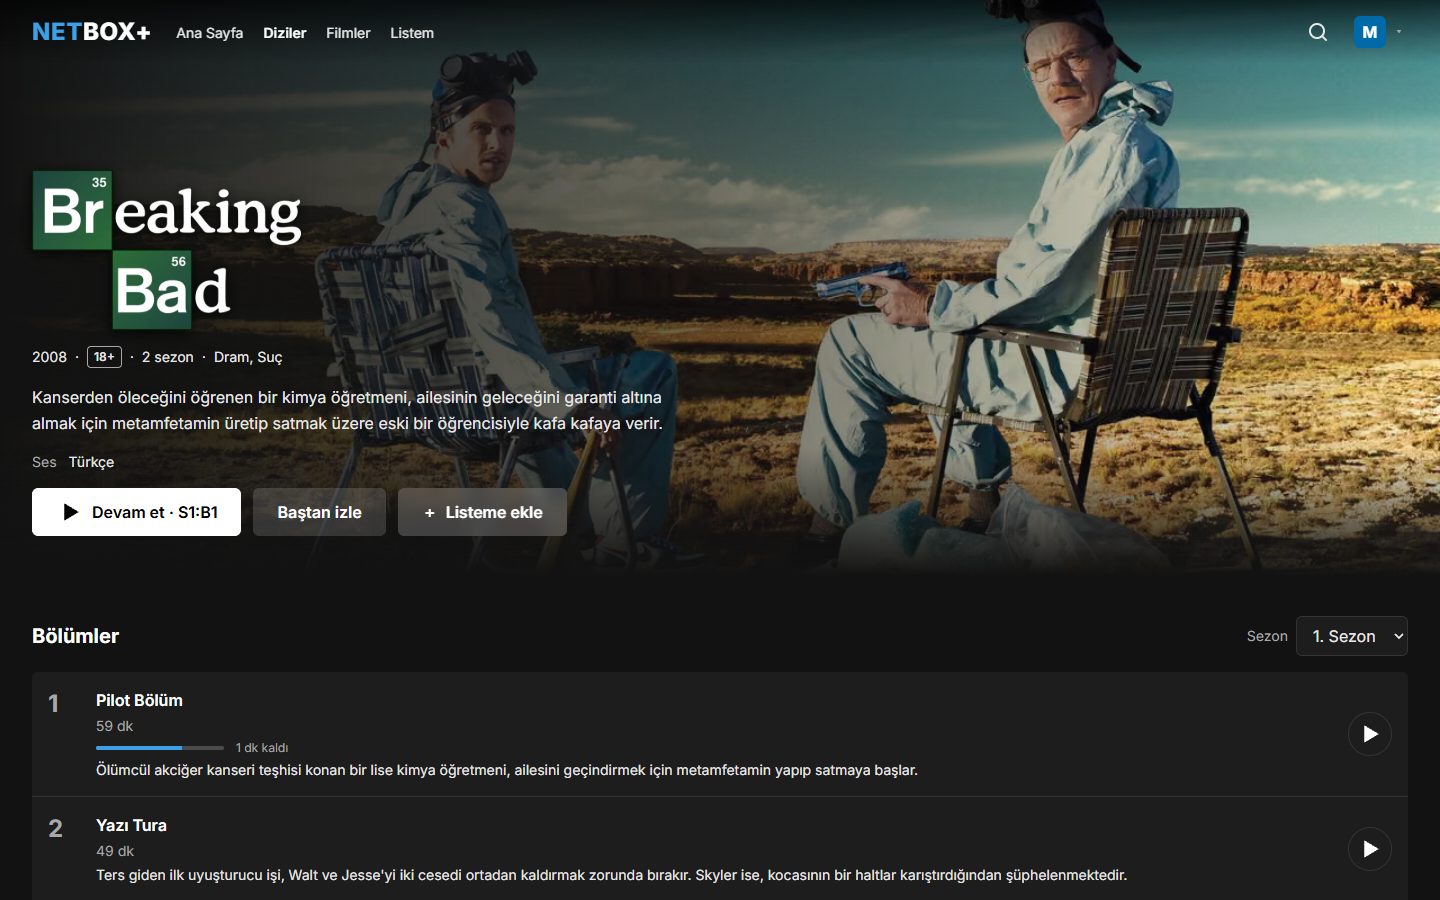 NETBOX+ Ana Sayfa Diziler Filmler Listem M
35
Breaking
56
Bad
2008 · 18+ · 2 sezon · Dram, Suç
Kanserden öleceğini öğrenen bir kimya öğretmeni, ailesinin geleceğini garanti altına
almak için metamfetamin üretip satmak üzere eski bir öğrencisiyle kafa kafaya verir.
Ses Türkçe
Devam et · S1:B1 Baştan izle + Listeme ekle
Bölümler Sezon 1. Sezon
1 Pilot Bölüm
59 dk
1 dk kaldı
Ölümcül akciğer kanseri teşhisi konan bir lise kimya öğretmeni, ailesini geçindirmek için metamfetamin yapıp satmaya başlar.
2 Yazı Tura
49 dk
Ters giden ilk uyuşturucu işi, Walt ve Jesse'yi iki cesedi ortadan kaldırmak zorunda bırakır. Skyler ise, kocasının bir haltlar karıştırdığından şüphelenmektedir.